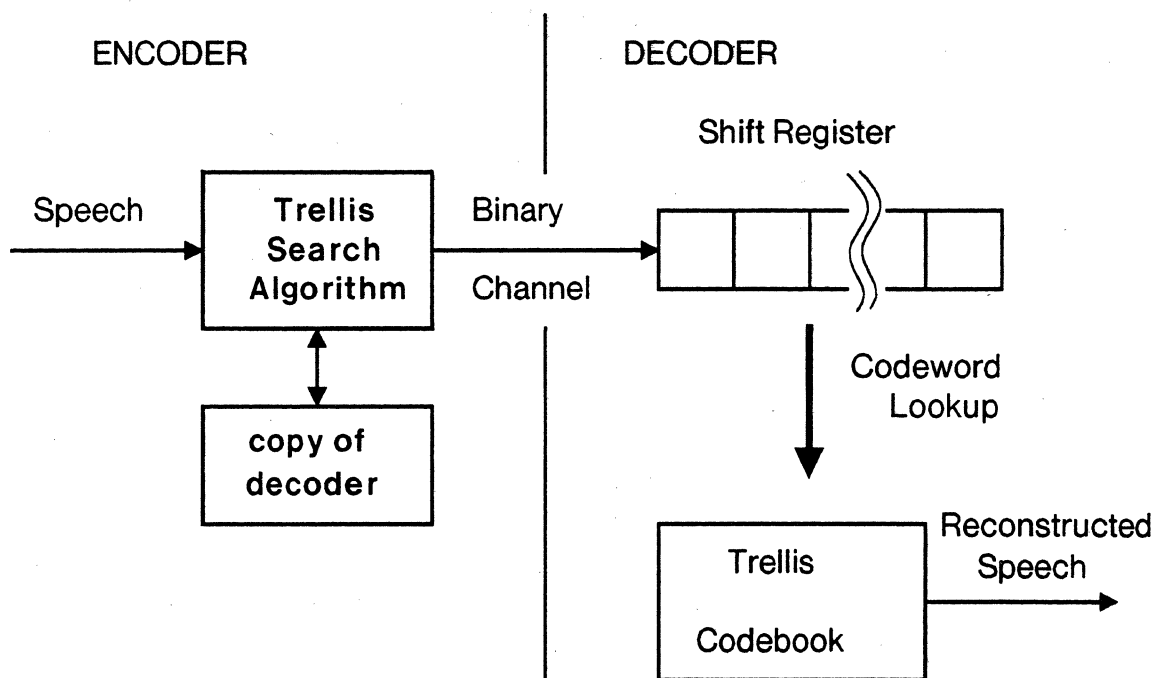 ENCODER
DECODER
Shift Register
Speech
Trellis
Search
Algorithm
Binary
Channel
Codeword
Lookup
copy of
decoder
Trellis
Codebook
Reconstructed
Speech